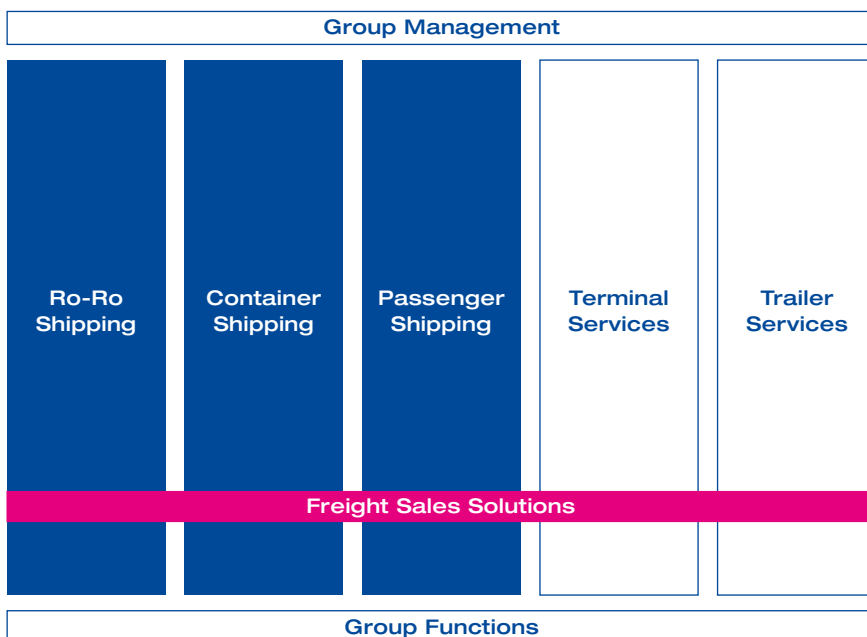 Group Management
Ro-Ro
Shipping
Container
Shipping
Passenger
Shipping
Terminal
Services
Trailer
Services
Freight Sales Solutions
Group Functions